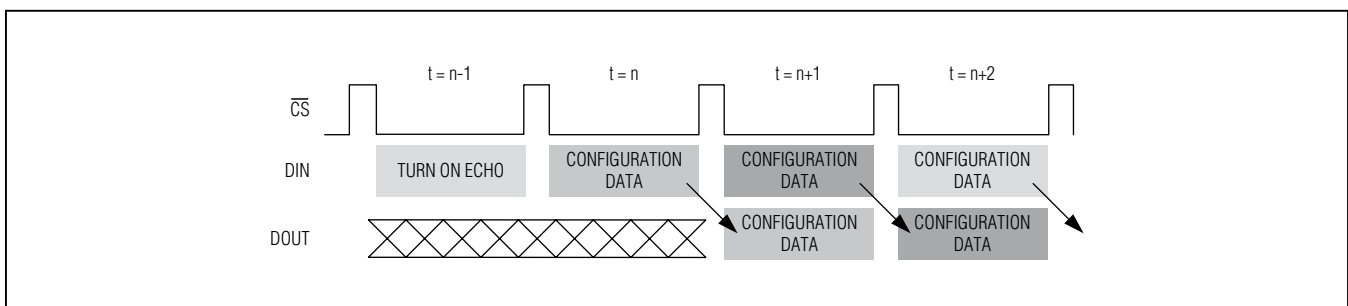 t = n-1 t = n t = n+1 t = n+2
CS
DIN TURN ON ECHO CONFIGURATION DATA CONFIGURATION DATA CONFIGURATION DATA
DOUT CONFIGURATION DATA CONFIGURATION DATA